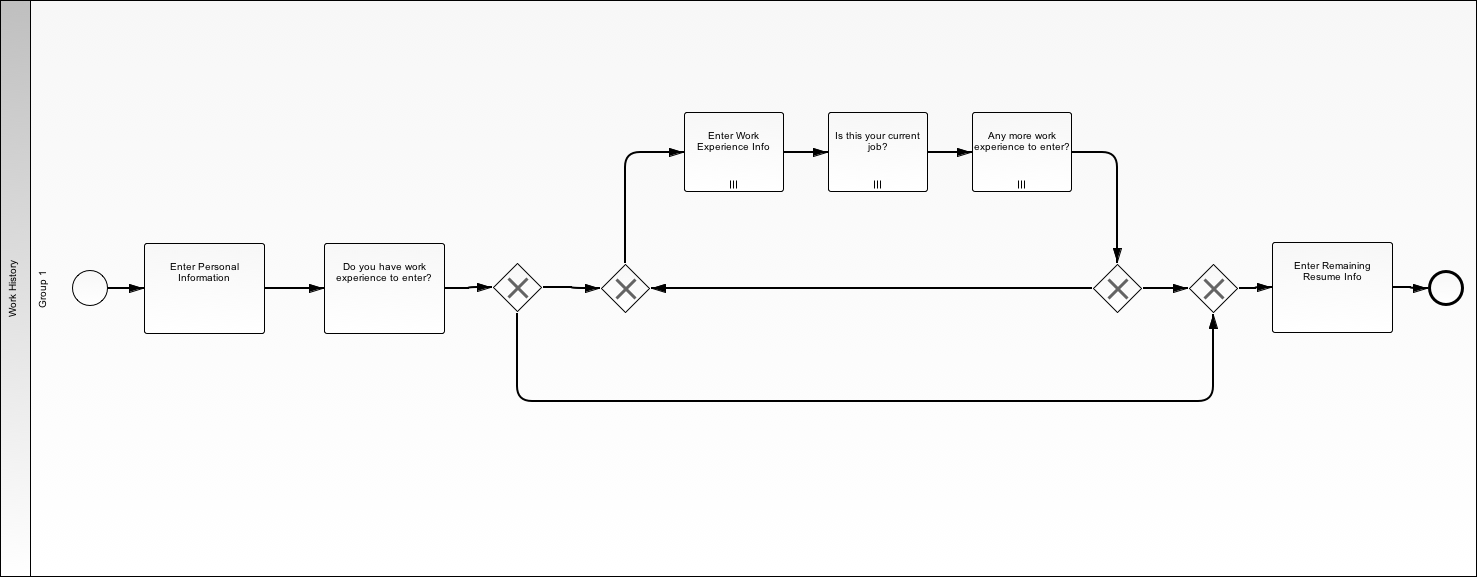 Work History
Group 1
Enter Personal
Information
Do you have work
experience to enter?
Enter Work
Experience Info
Is this your current
job?
Any more work
experience to enter?
Enter Remaining
Resume Info